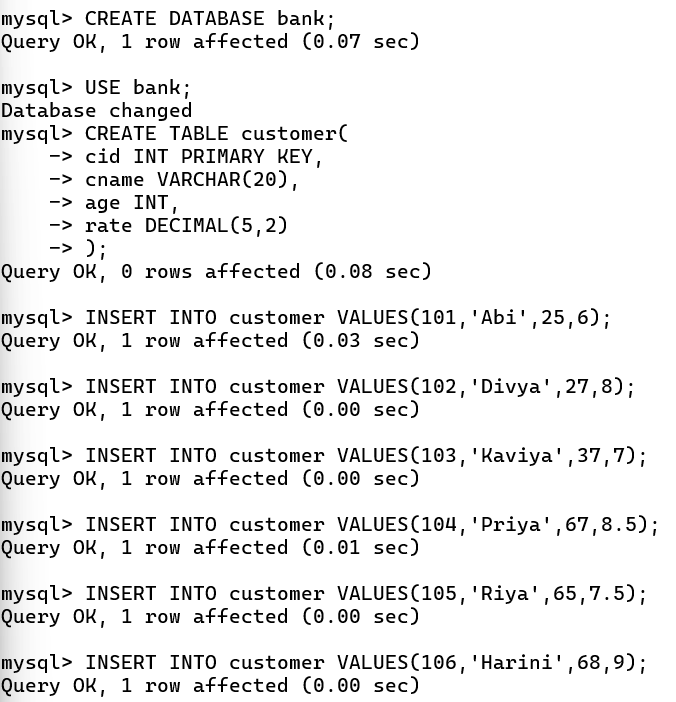 mysql> CREATE DATABASE bank;
Query OK, 1 row affected (0.07 sec)

mysql> USE bank;
Database changed
mysql> CREATE TABLE customer(
    -> cid INT PRIMARY KEY,
    -> cname VARCHAR(20),
    -> age INT,
    -> rate DECIMAL(5,2)
    -> );
Query OK, 0 rows affected (0.08 sec)

mysql> INSERT INTO customer VALUES(101,'Abi',25,6);
Query OK, 1 row affected (0.03 sec)

mysql> INSERT INTO customer VALUES(102,'Divya',27,8);
Query OK, 1 row affected (0.00 sec)

mysql> INSERT INTO customer VALUES(103,'Kaviya',37,7);
Query OK, 1 row affected (0.00 sec)

mysql> INSERT INTO customer VALUES(104,'Priya',67,8.5);
Query OK, 1 row affected (0.01 sec)

mysql> INSERT INTO customer VALUES(105,'Riya',65,7.5);
Query OK, 1 row affected (0.00 sec)

mysql> INSERT INTO customer VALUES(106,'Harini',68,9);
Query OK, 1 row affected (0.00 sec)